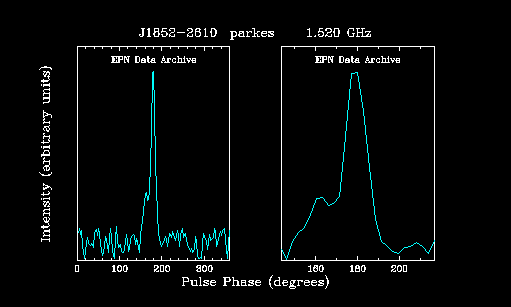 J1852-2610 parkes 1.520 GHz
EPN Data Archive
EPN Data Archive
Intensity (arbitrary units)
0 100 200 300
160 180 200
Pulse Phase (degrees)